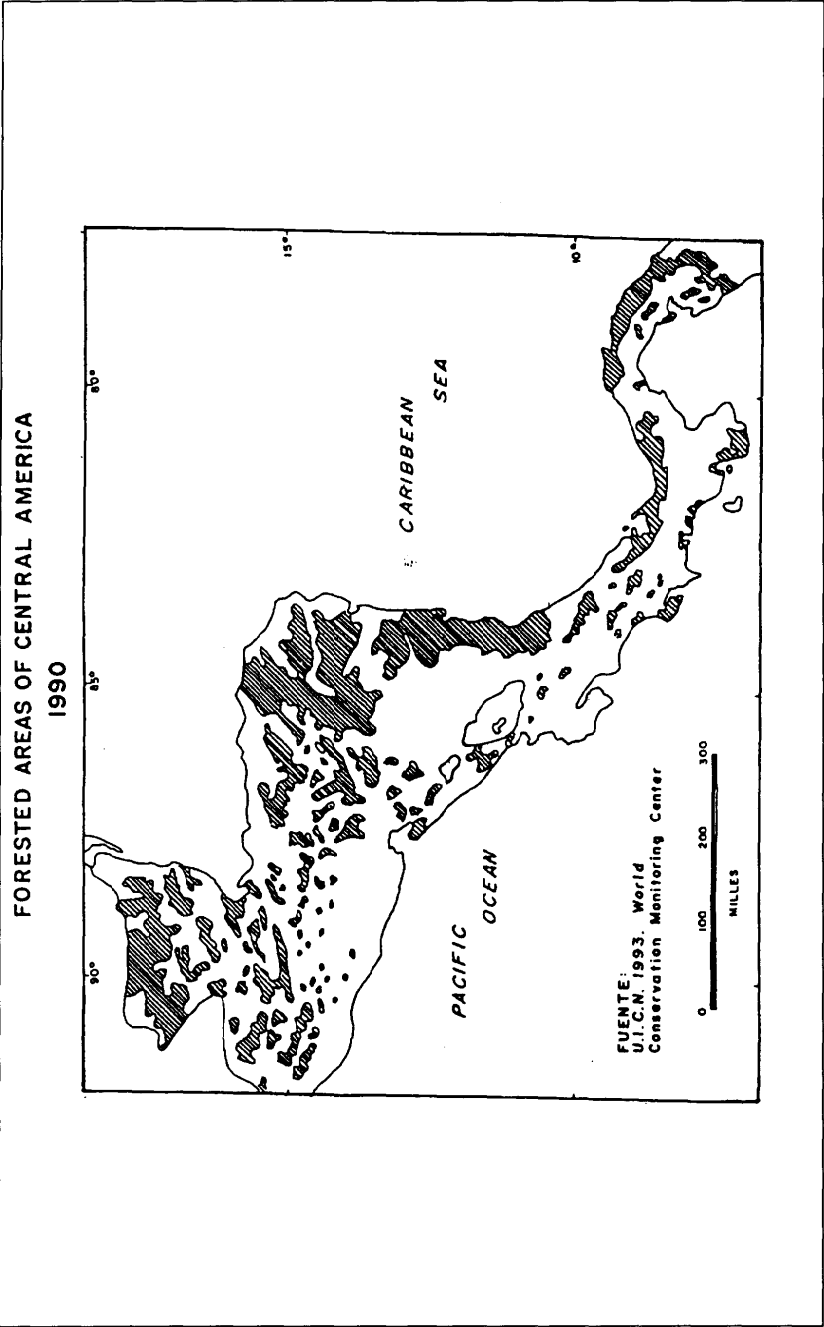 FORESTED AREAS OF CENTRAL AMERICA
1990
90°
85°
80°
15°
10°
CARIBBEAN
SEA
PACIFIC
OCEAN
FUENTE:
U.I.C.N. 1993. World
Conservation Monitoring Center
0 100 200 300
MILLES